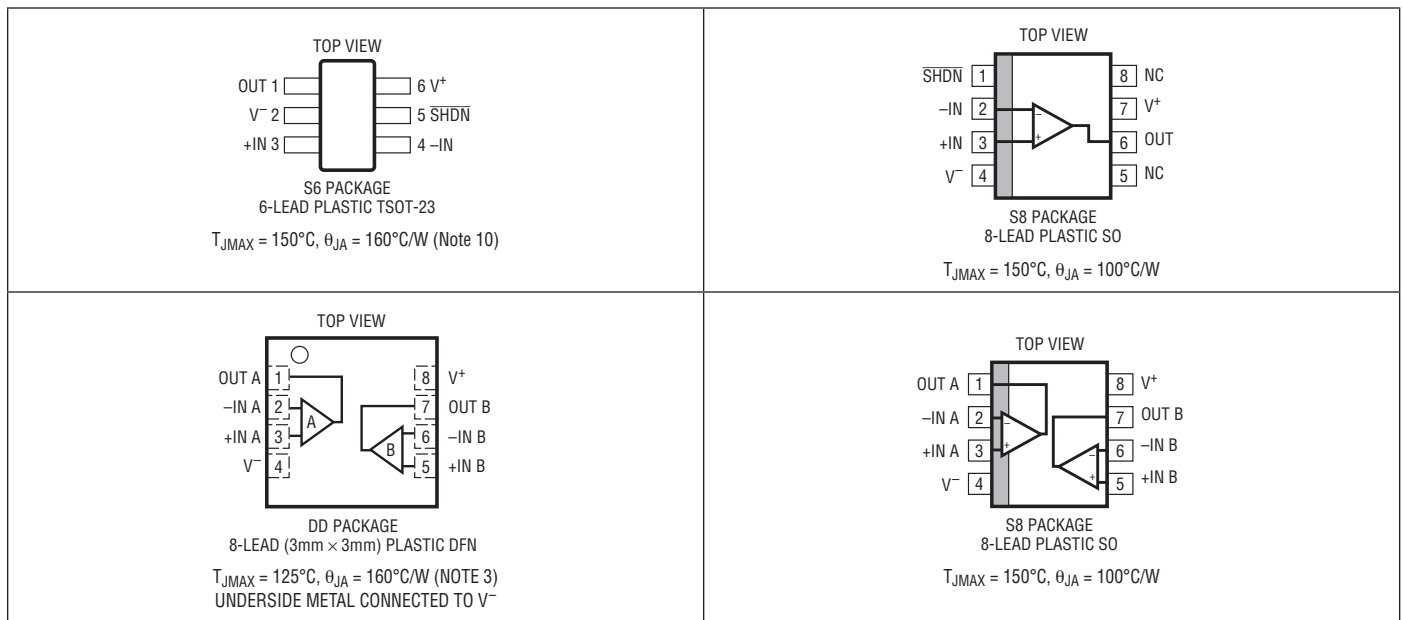 TOP VIEW
OUT 1
6 V⁺
V⁻ 2
5 SHDN
+IN 3
4 –IN
S6 PACKAGE
6-LEAD PLASTIC TSOT-23
TJMAX = 150°C, θJA = 160°C/W (Note 10)
TOP VIEW
SHDN 1
8 NC
–IN 2
7 V⁺
+IN 3
6 OUT
V⁻ 4
5 NC
–
+
S8 PACKAGE
8-LEAD PLASTIC SO
TJMAX = 150°C, θJA = 100°C/W
TOP VIEW
OUT A 1
8 V⁺
–IN A 2
7 OUT B
+IN A 3
6 –IN B
V⁻ 4
5 +IN B
A
B
DD PACKAGE
8-LEAD (3mm × 3mm) PLASTIC DFN
TJMAX = 125°C, θJA = 160°C/W (NOTE 3)
UNDERSIDE METAL CONNECTED TO V⁻
TOP VIEW
OUT A 1
8 V⁺
–IN A 2
7 OUT B
+IN A 3
6 –IN B
V⁻ 4
5 +IN B
–
+
–
+
S8 PACKAGE
8-LEAD PLASTIC SO
TJMAX = 150°C, θJA = 100°C/W